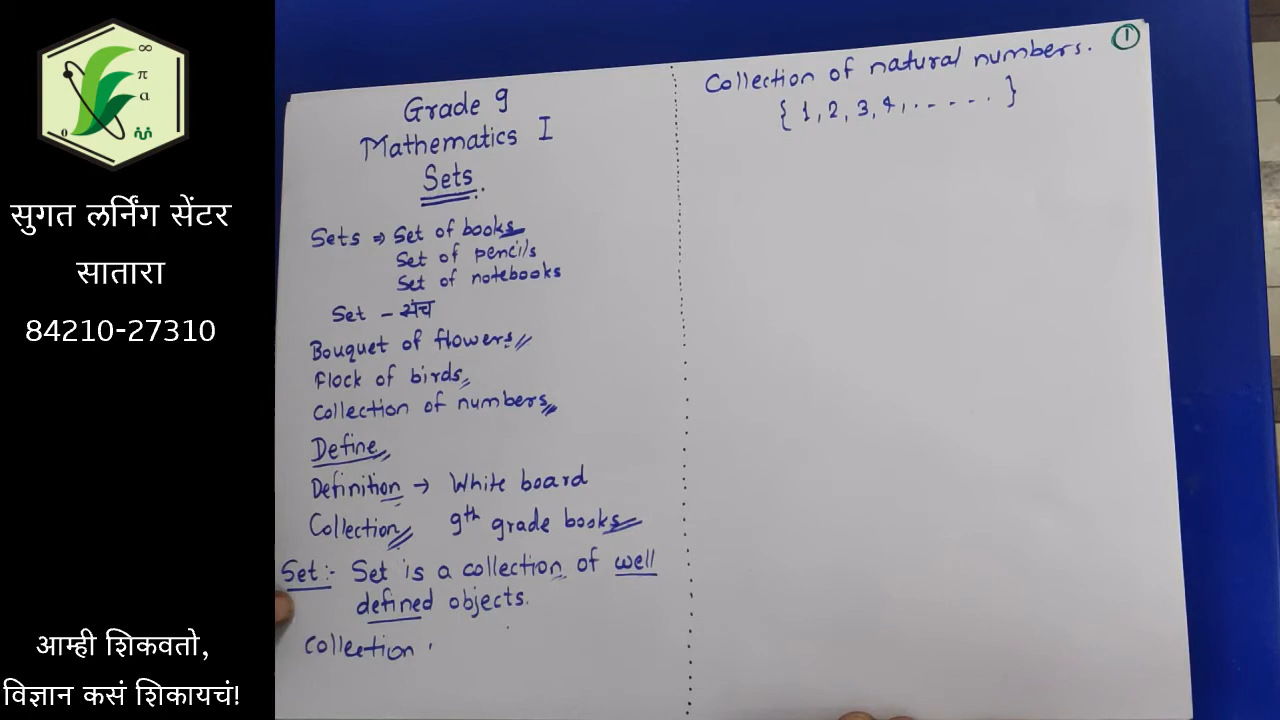 ∞
π
α
0
सुगत लर्निंग सेंटर
सातारा
84210-27310
आम्ही शिकवतो,
विज्ञान कसं शिकायचं!
Grade 9
Mathematics I
Sets
Sets ⇒ Set of books
Set of pencils
Set of notebooks
Set - संच
Bouquet of flowers
Flock of birds
Collection of numbers
Define
Definition → White board
Collection 9th grade books
Set :- Set is a collection of well
defined objects.
Collection
1
Collection of natural numbers.
{ 1, 2, 3, 4, ..... }